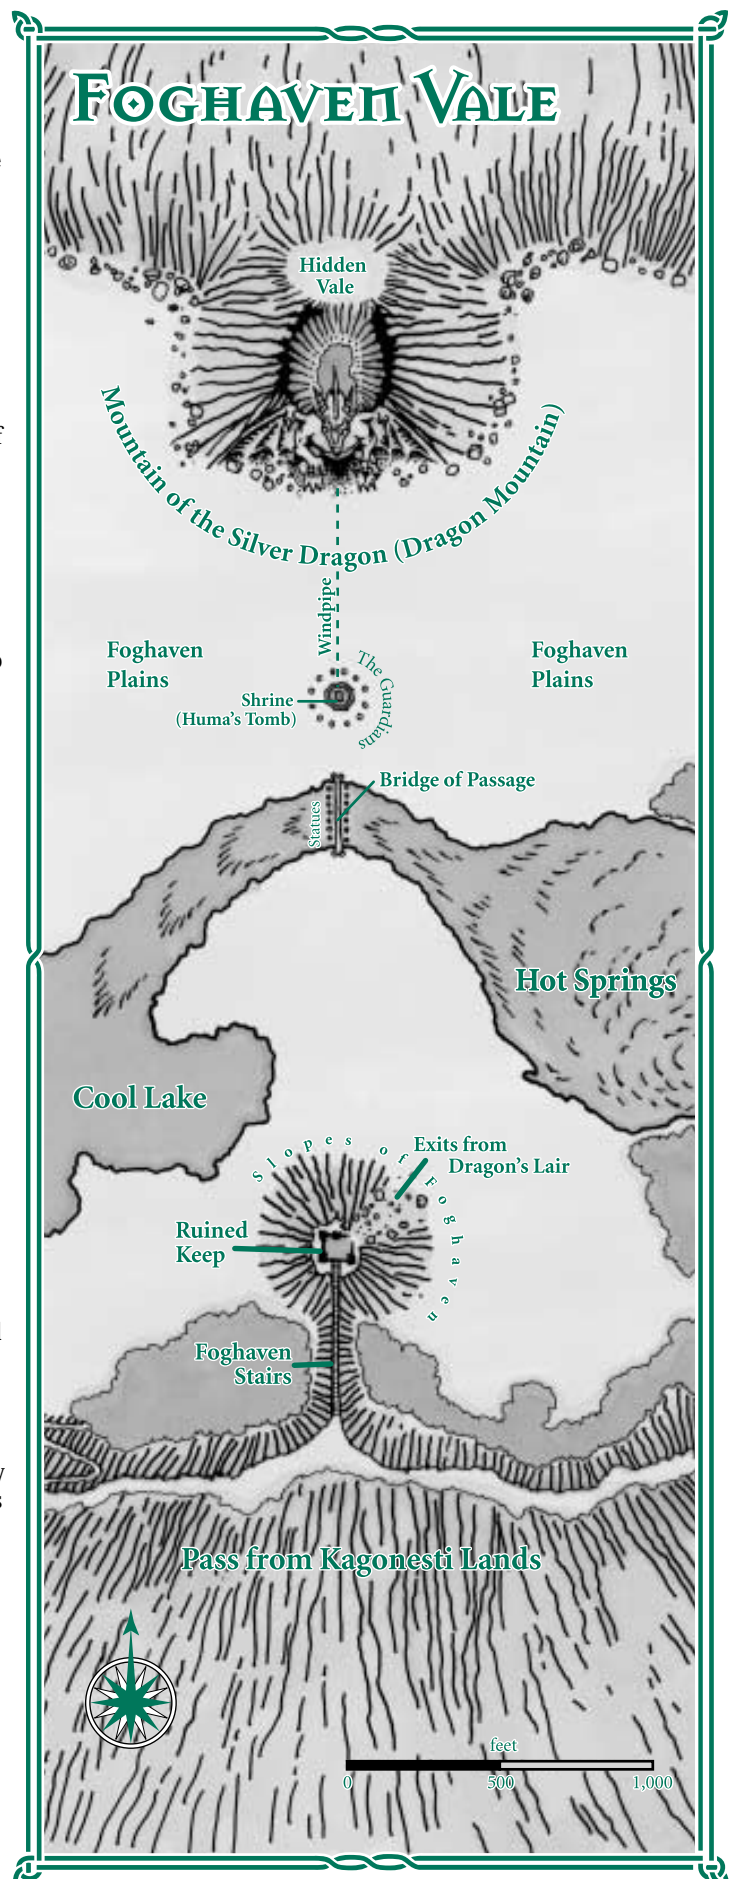 FOGHAVEN VALE
Hidden
Vale
Mountain of the Silver Dragon (Dragon Mountain)
Windpipe
Foghaven
Plains
Foghaven
Plains
The Guardians
Shrine
(Huma's Tomb)
Bridge of Passage
Statues
Hot Springs
Cool Lake
Slopes of Foghaven
Exits from
Dragon's Lair
Ruined
Keep
Foghaven
Stairs
Pass from Kagonesti Lands
feet
0 500 1,000